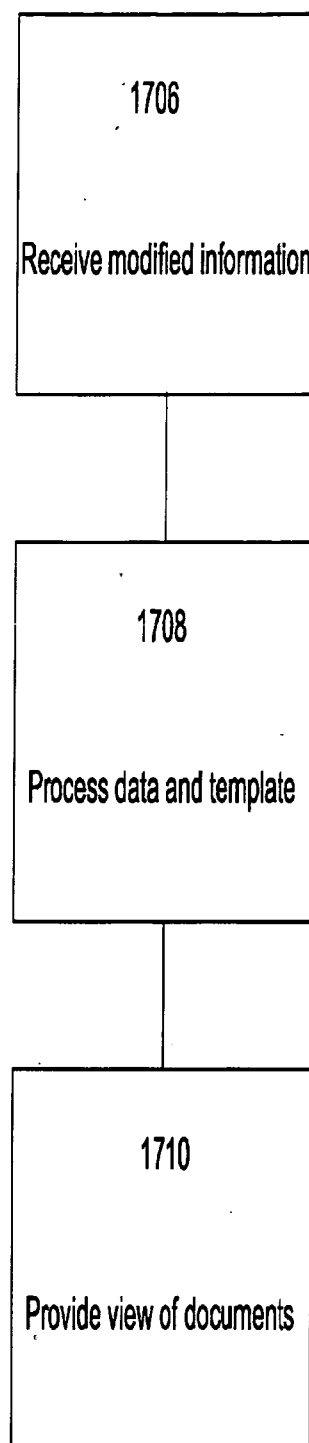 1706
Receive modified information
1708
Process data and template
1710
Provide view of documents